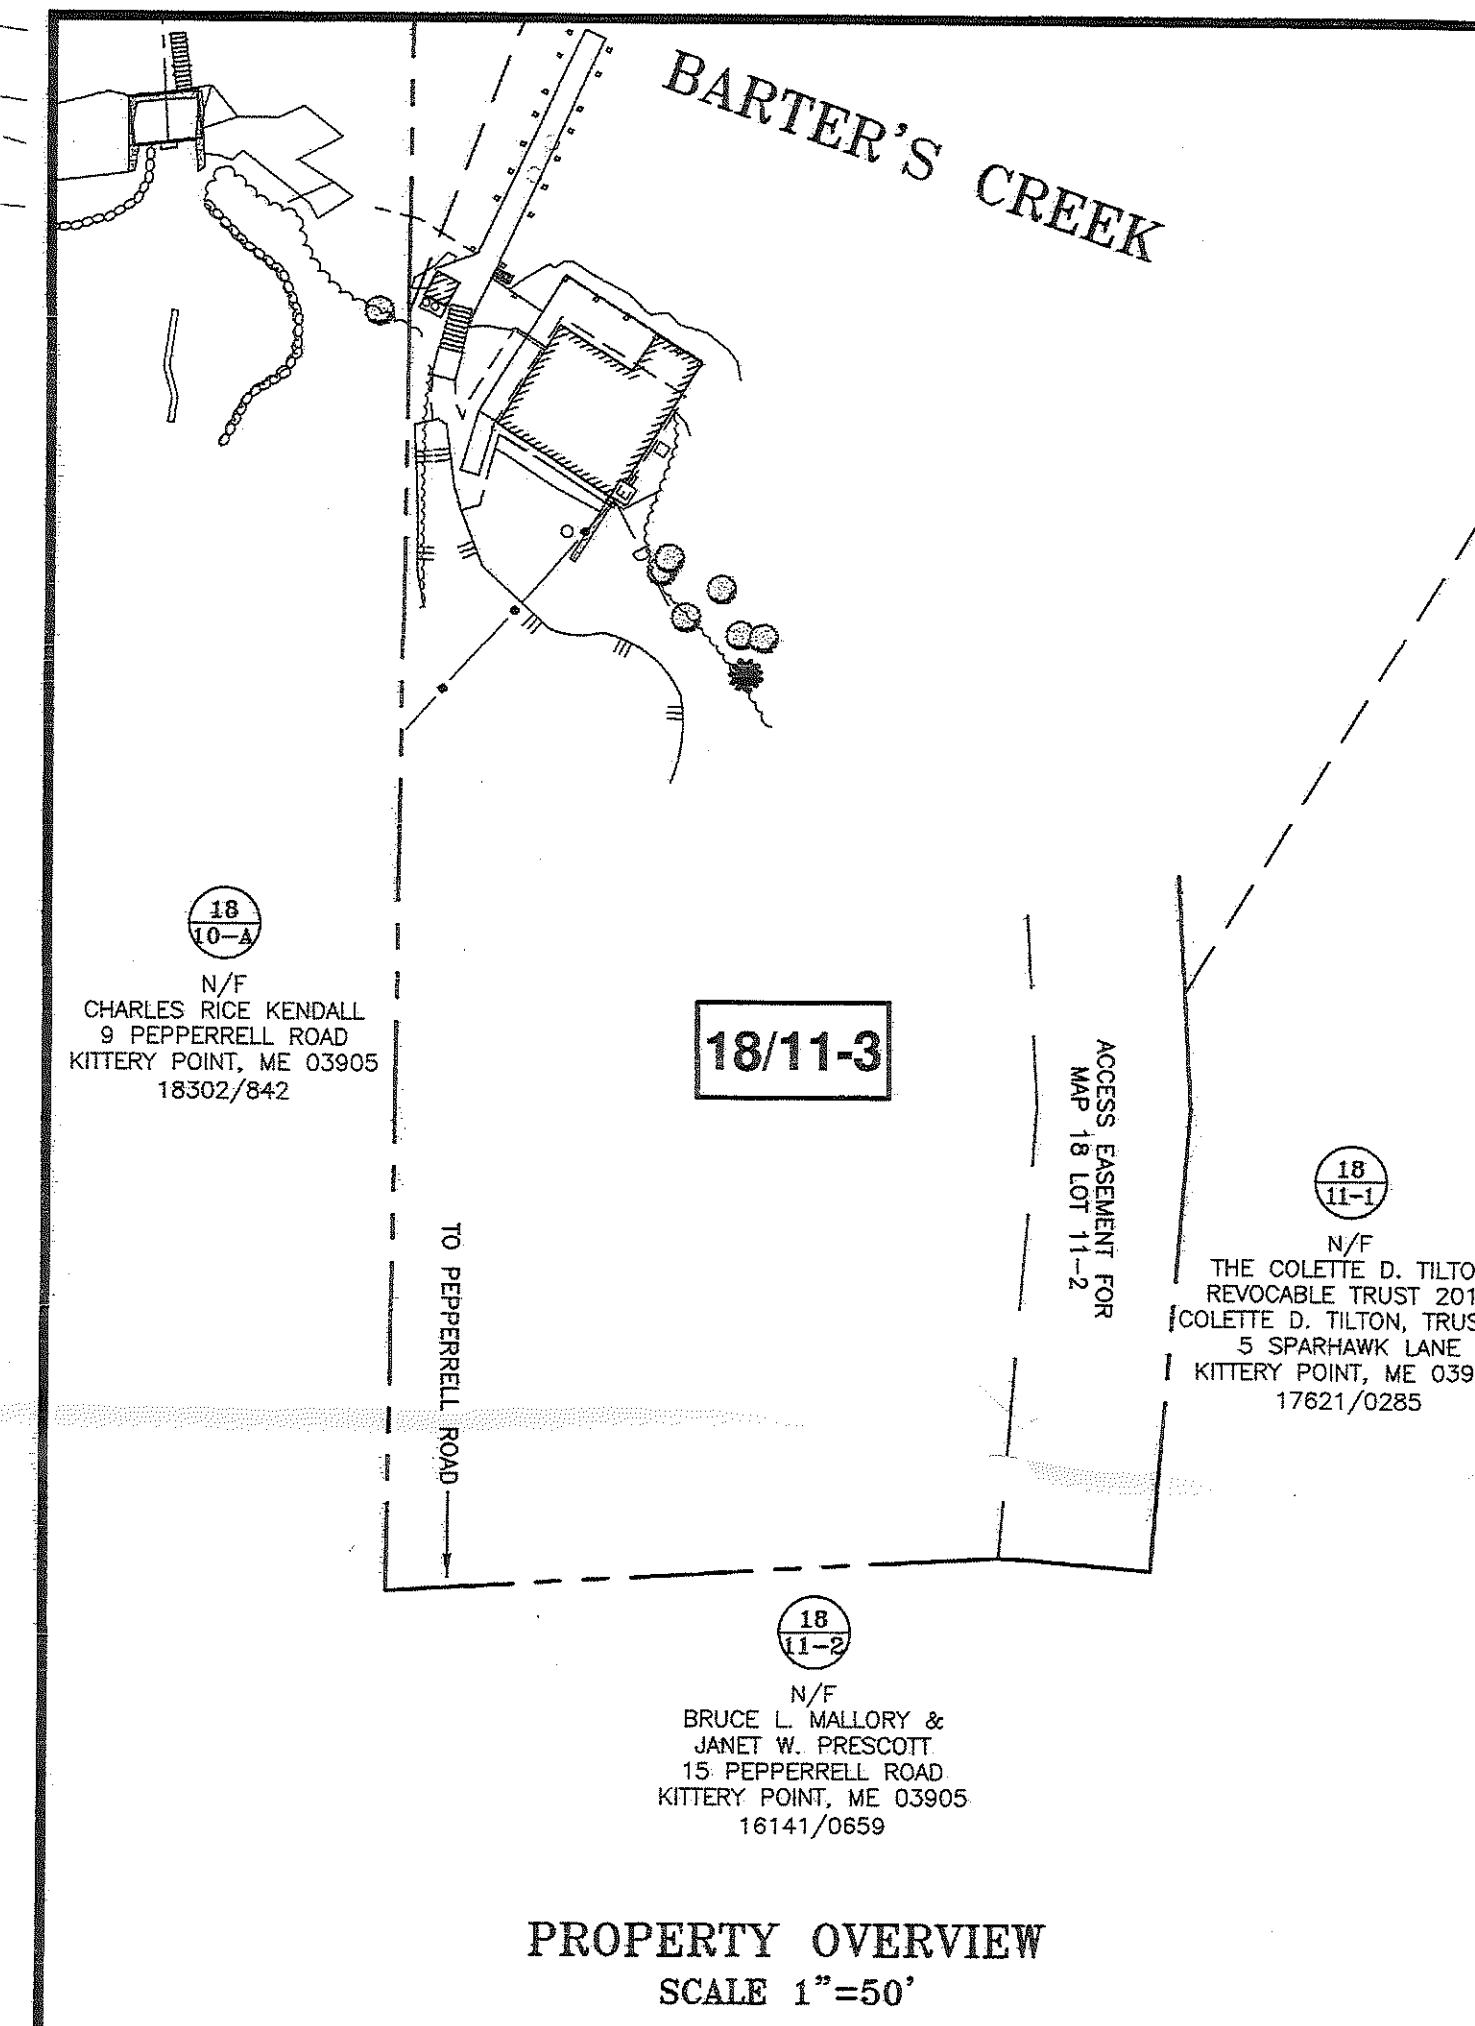 BARTER'S CREEK
E
18
10-A
N/F
CHARLES RICE KENDALL
9 PEPPERRELL ROAD
KITTERY POINT, ME 03905
18302/842
18/11-3
ACCESS EASEMENT FOR
MAP 18 LOT 11-2
TO PEPPERRELL ROAD
18
11-1
N/F
THE COLETTE D. TILTO
REVOCABLE TRUST 201
COLETTE D. TILTON, TRUS
5 SPARHAWK LANE
KITTERY POINT, ME 039
17621/0285
18
11-2
N/F
BRUCE L. MALLORY &
JANET W. PRESCOTT
15 PEPPERRELL ROAD
KITTERY POINT, ME 03905
16141/0659
PROPERTY OVERVIEW
SCALE 1"=50'